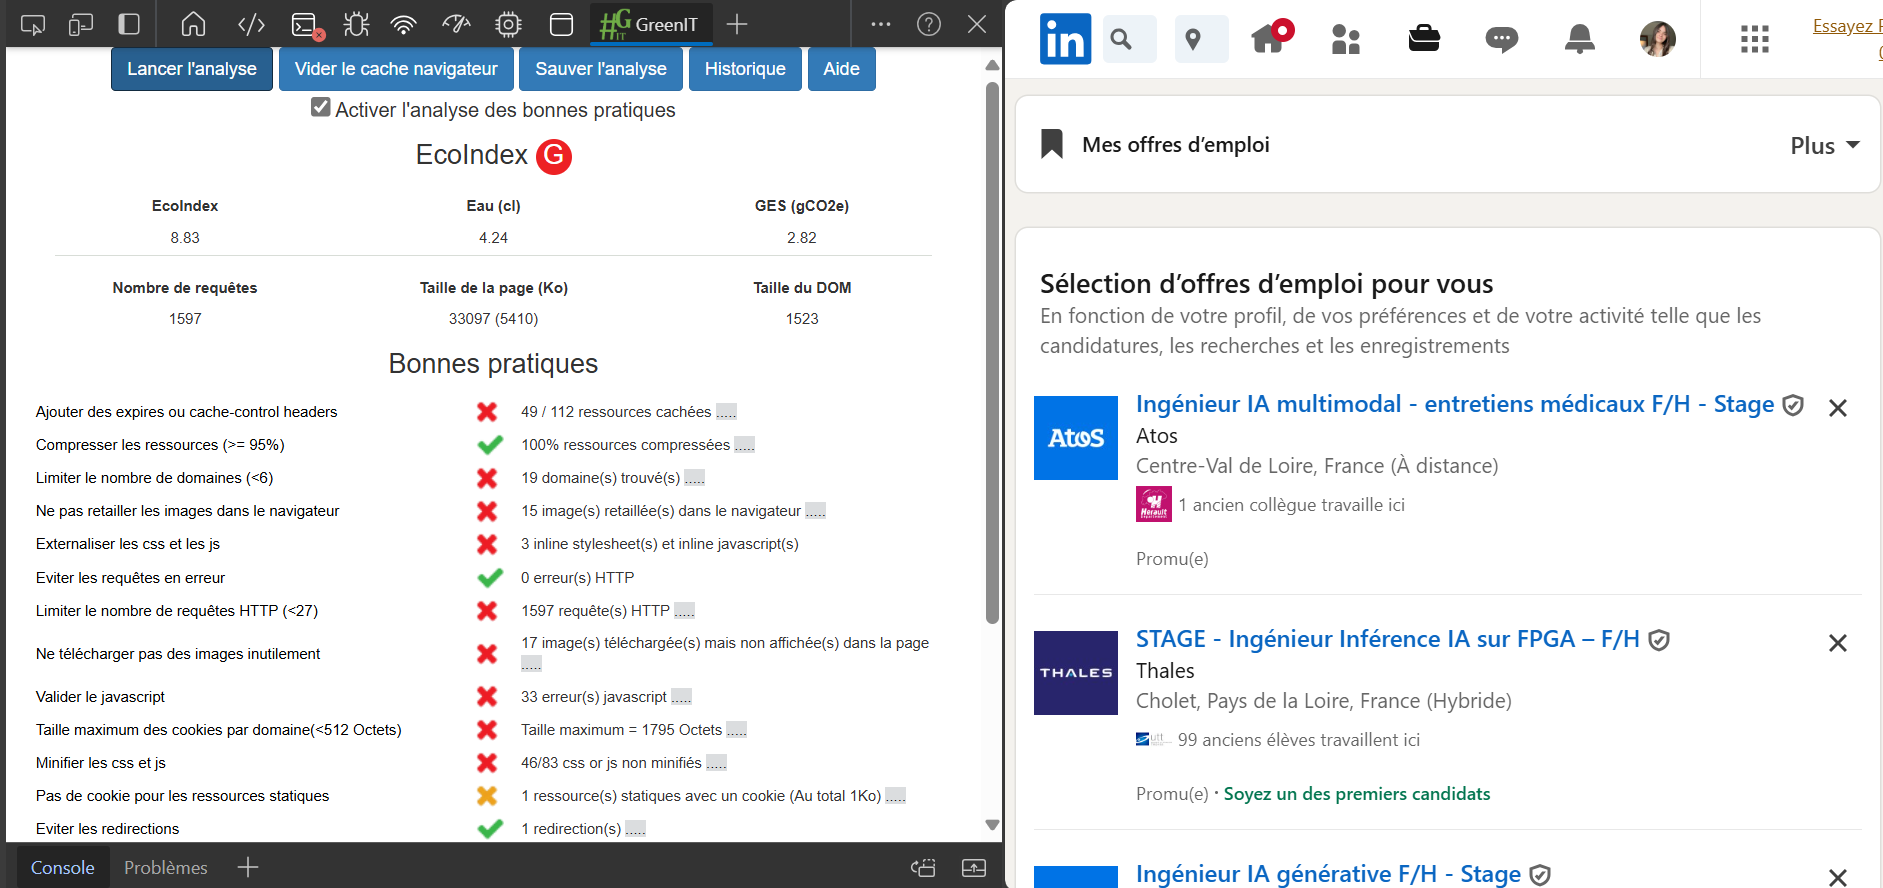 GreenIT
Lancer l'analyse
Vider le cache navigateur
Sauver l'analyse
Historique
Aide
Activer l'analyse des bonnes pratiques
EcoIndex G
EcoIndex
Eau (cl)
GES (gCO2e)
8.83
4.24
2.82
Nombre de requêtes
Taille de la page (Ko)
Taille du DOM
1597
33097 (5410)
1523
Bonnes pratiques
Ajouter des expires ou cache-control headers
49 / 112 ressources cachées .....
Compresser les ressources (>= 95%)
100% ressources compressées .....
Limiter le nombre de domaines (<6)
19 domaine(s) trouvé(s) .....
Ne pas retailler les images dans le navigateur
15 image(s) retaillée(s) dans le navigateur .....
Externaliser les css et les js
3 inline stylesheet(s) et inline javascript(s)
Eviter les requêtes en erreur
0 erreur(s) HTTP
Limiter le nombre de requêtes HTTP (<27)
1597 requête(s) HTTP .....
Ne télécharger pas des images inutilement
17 image(s) téléchargée(s) mais non affichée(s) dans la page
.....
Valider le javascript
33 erreur(s) javascript .....
Taille maximum des cookies par domaine(<512 Octets)
Taille maximum = 1795 Octets .....
Minifier les css et js
46/83 css or js non minifiés .....
Pas de cookie pour les ressources statiques
1 ressource(s) statiques avec un cookie (Au total 1Ko) .....
Eviter les redirections
1 redirection(s) .....
Console
Problèmes
in
Essayez
Mes offres d’emploi
Plus
Sélection d’offres d’emploi pour vous
En fonction de votre profil, de vos préférences et de votre activité telle que les
candidatures, les recherches et les enregistrements
Atos
Ingénieur IA multimodal - entretiens médicaux F/H - Stage
Atos
Centre-Val de Loire, France (À distance)
Hérault
1 ancien collègue travaille ici
Promu(e)
THALES
STAGE - Ingénieur Inférence IA sur FPGA – F/H
Thales
Cholet, Pays de la Loire, France (Hybride)
utt
99 anciens élèves travaillent ici
Promu(e) · Soyez un des premiers candidats
Ingénieur IA générative F/H - Stage